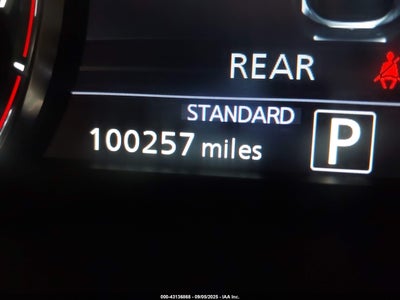 REAR
STANDARD
100257 miles
P
000-43136868 - 09/09/2025 - IAA Inc.